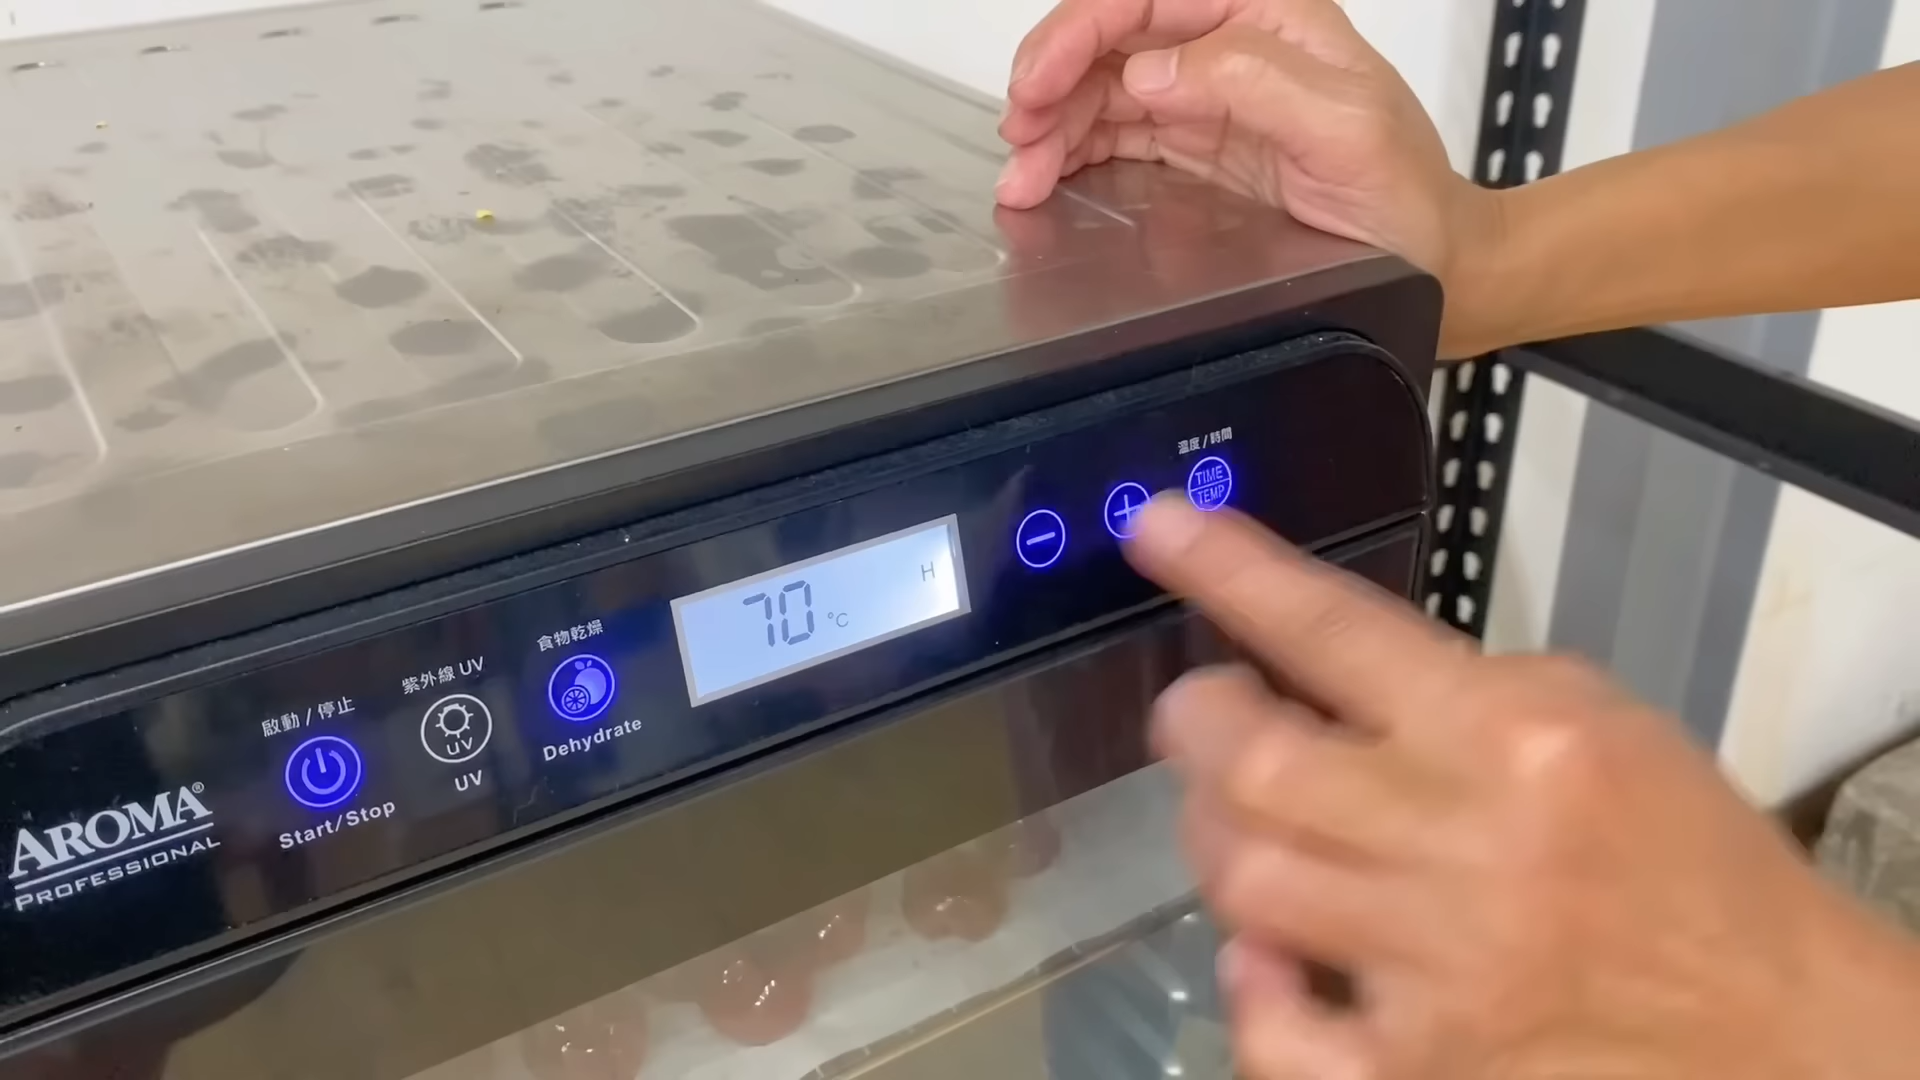 AROMA®
PROFESSIONAL
啟動 / 停止
Start/Stop
紫外線 UV
UV
UV
食物乾燥
Dehydrate
70 °C H
溫度 / 時間
TIME
TEMP